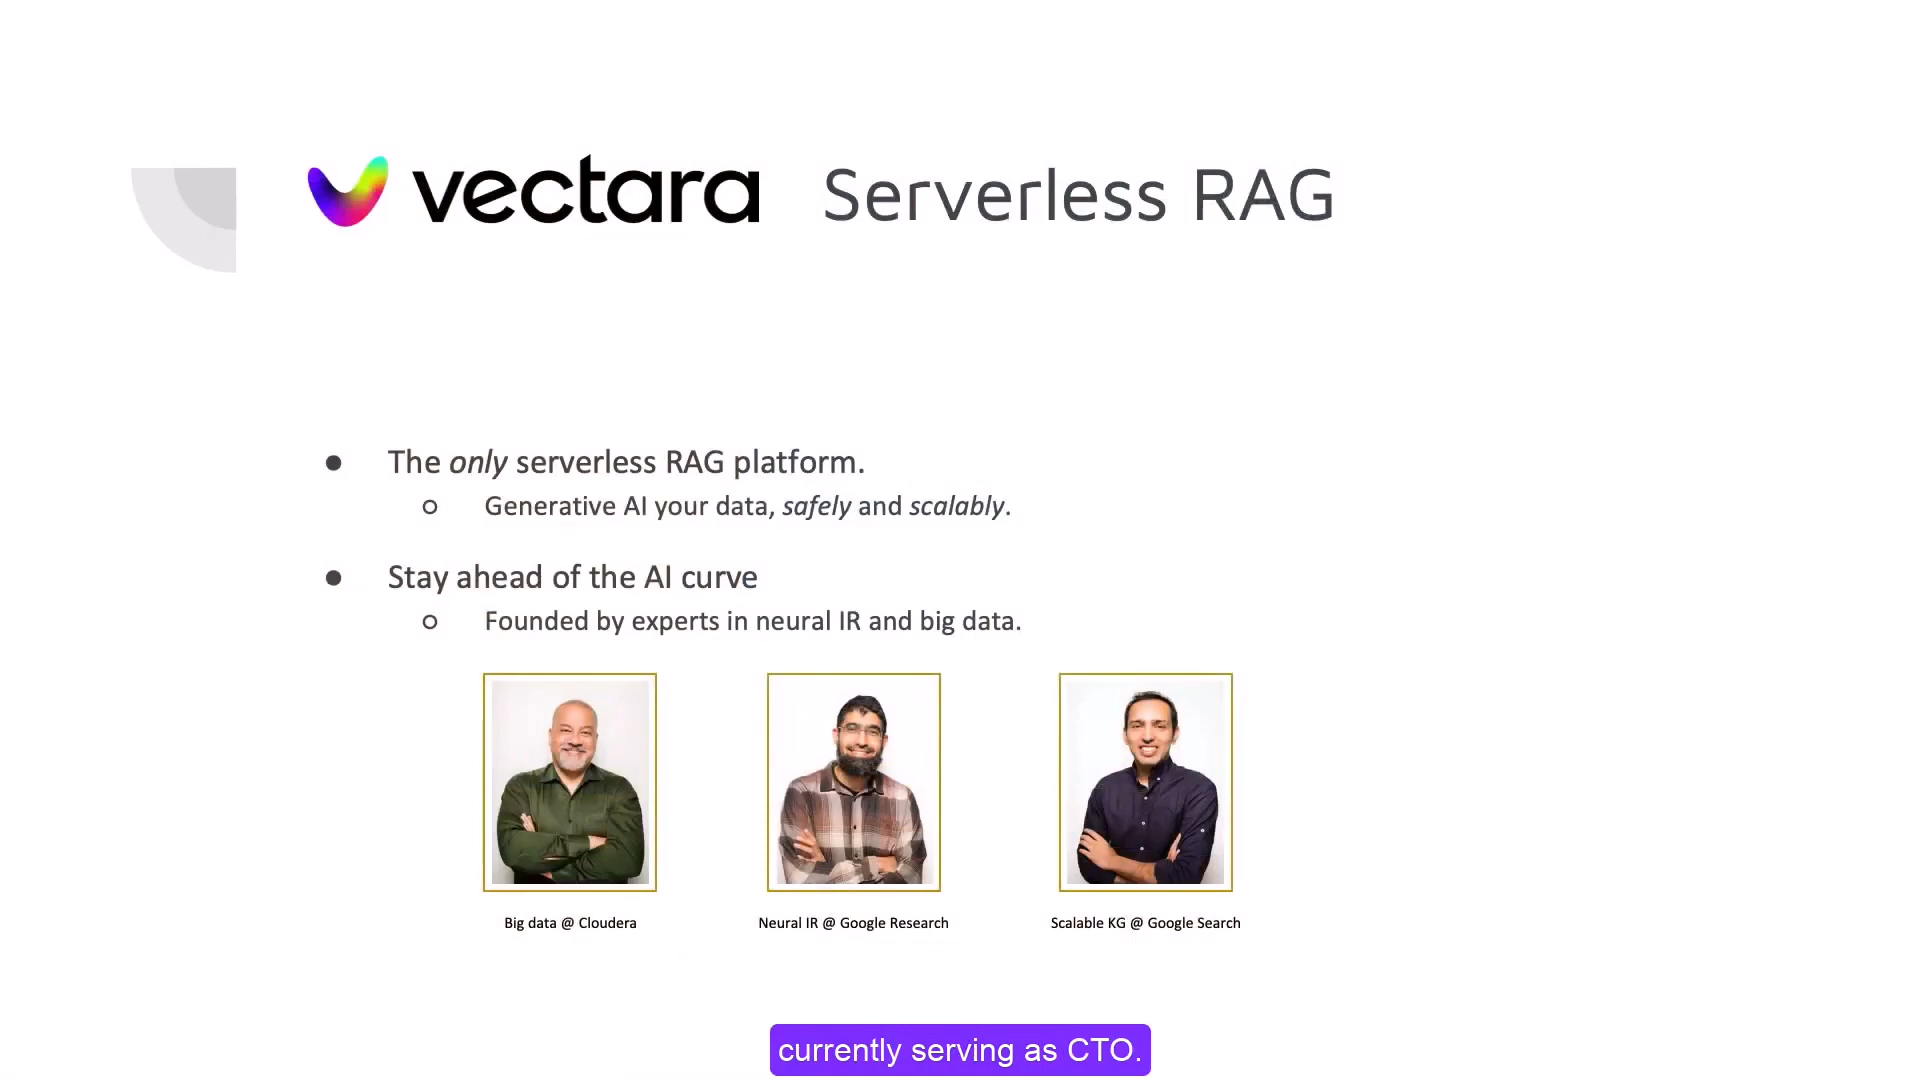 vectara Serverless RAG
● The only serverless RAG platform.
○ Generative AI your data, safely and scalably.
● Stay ahead of the AI curve
○ Founded by experts in neural IR and big data.
Big data @ Cloudera
Neural IR @ Google Research
Scalable KG @ Google Search
currently serving as CTO.